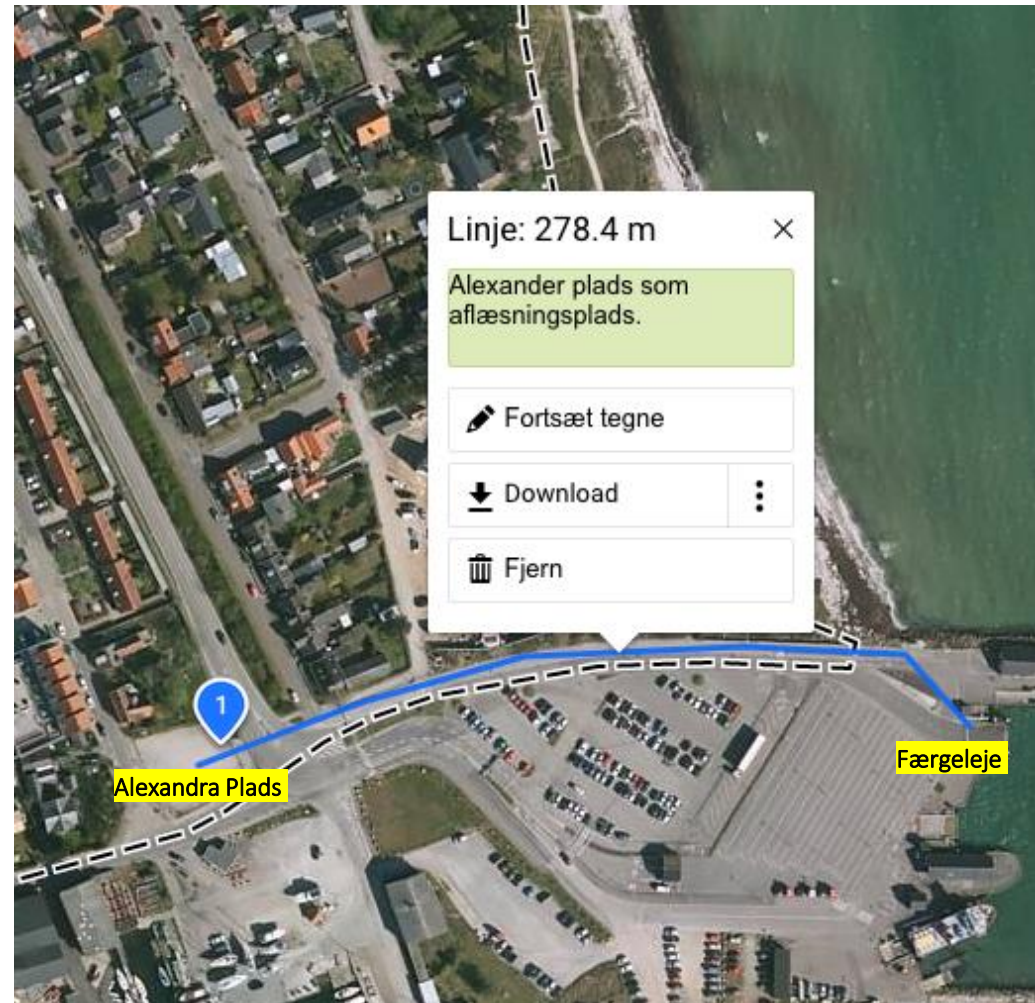 Linje: 278.4 m
Alexander plads som
aflæsningsplads.
Fortsæt tegne
Download
Fjern
1
Alexandra Plads
Færgeleje